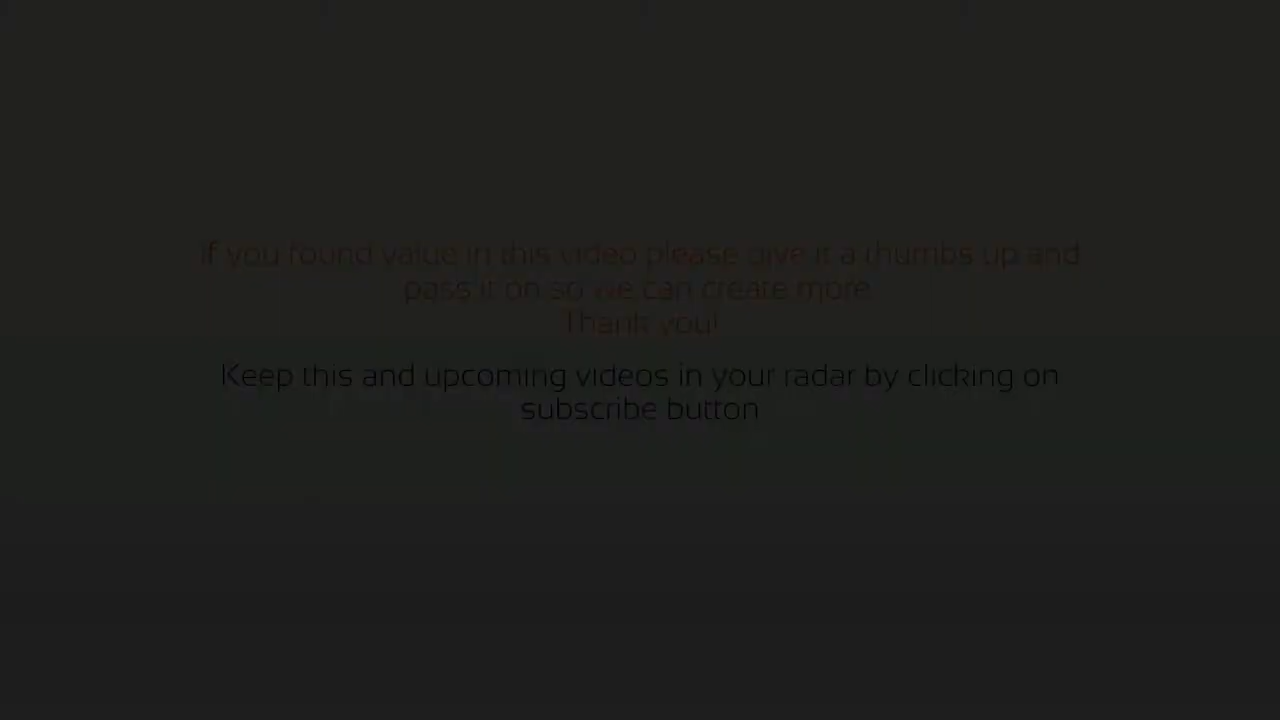 If you found value in this video please give it a thumbs up and
pass it on so we can create more
Thank you!
Keep this and upcoming videos in your radar by clicking on
subscribe button